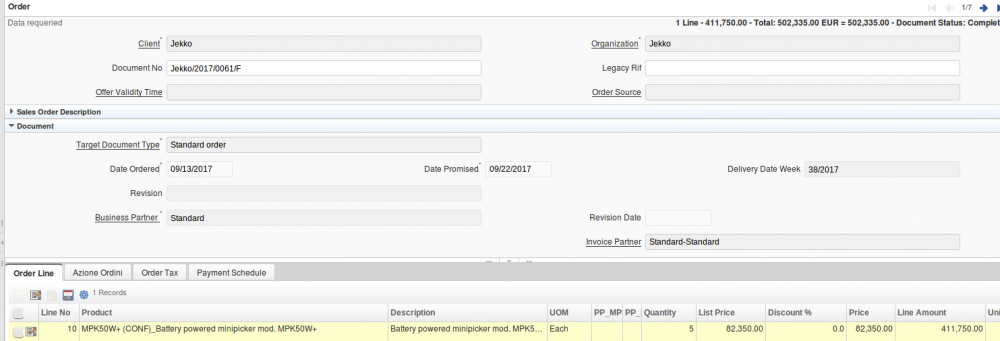 Order
1/7
Data requeried
1 Line - 411,750.00 - Total: 502,335.00 EUR = 502,335.00 - Document Status: Complet
Client* Jekko Organization* Jekko
Document No Jekko/2017/0061/F Legacy Rif
Offer Validity Time Order Source
Sales Order Description
Document
Target Document Type* Standard order
Date Ordered* 09/13/2017 Date Promised* 09/22/2017 Delivery Date Week 38/2017
Revision
Business Partner* Standard Revision Date
Invoice Partner Standard-Standard
Order Line Azione Ordini Order Tax Payment Schedule
1 Records
Line No Product Description UOM PP_MP PP_ Quantity List Price Discount % Price Line Amount Uni
10 MPK50W+ (CONF)_Battery powered minipicker mod. MPK50W+ Battery powered minipicker mod. MPK5... Each 5 82,350.00 0.0 82,350.00 411,750.00